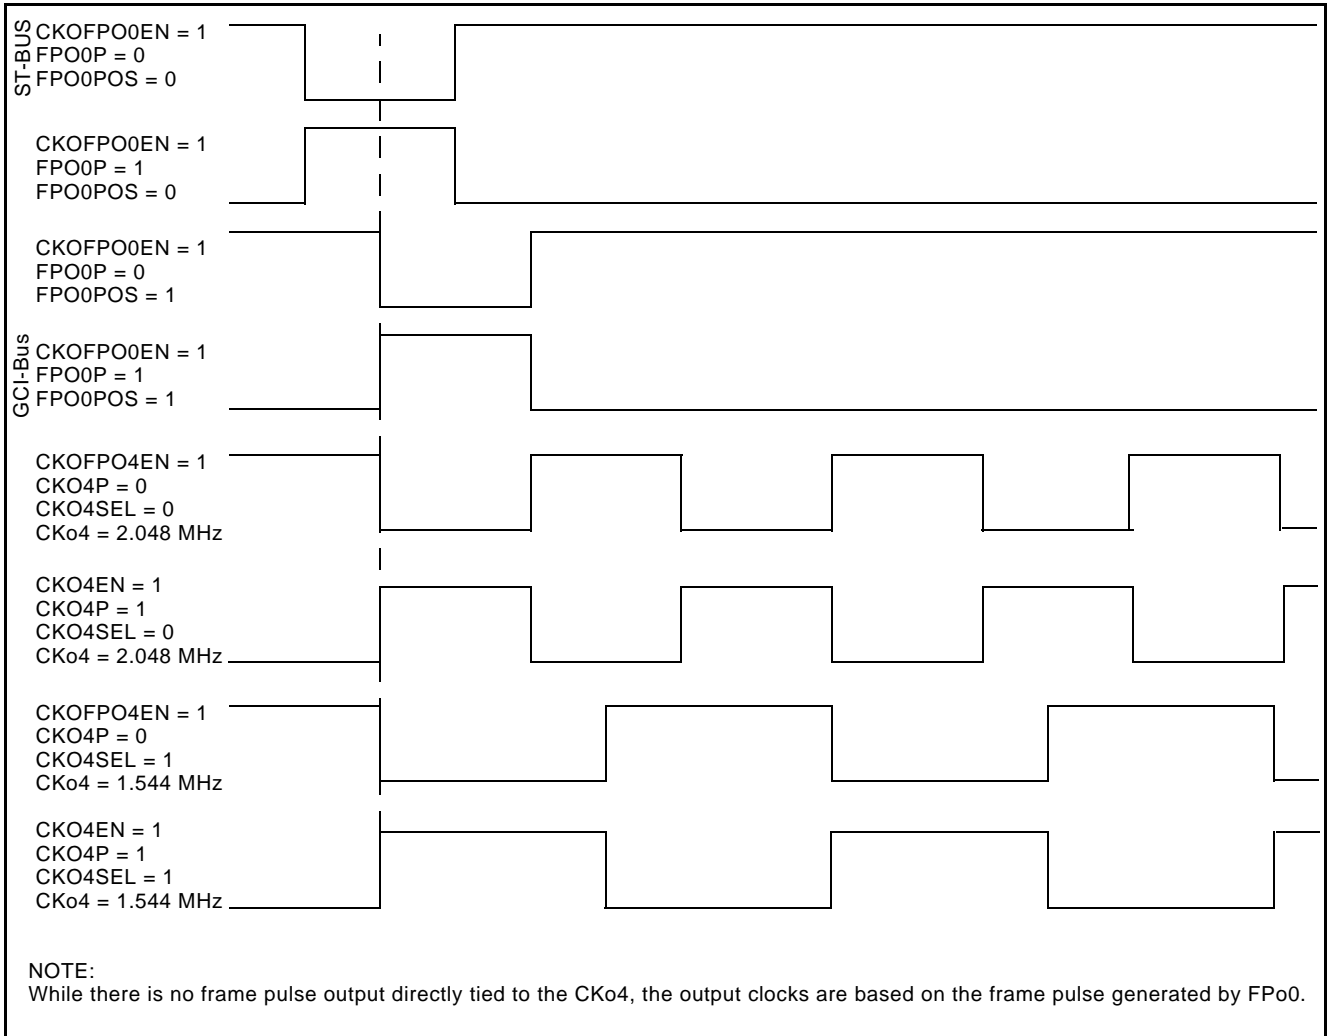 ST-BUS
CKOFPO0EN = 1
FPO0P = 0
FPO0POS = 0
CKOFPO0EN = 1
FPO0P = 1
FPO0POS = 0
CKOFPO0EN = 1
FPO0P = 0
FPO0POS = 1
GCI-Bus
CKOFPO0EN = 1
FPO0P = 1
FPO0POS = 1
CKOFPO4EN = 1
CKO4P = 0
CKO4SEL = 0
CKo4 = 2.048 MHz
CKO4EN = 1
CKO4P = 1
CKO4SEL = 0
CKo4 = 2.048 MHz
CKOFPO4EN = 1
CKO4P = 0
CKO4SEL = 1
CKo4 = 1.544 MHz
CKO4EN = 1
CKO4P = 1
CKO4SEL = 1
CKo4 = 1.544 MHz
NOTE:
While there is no frame pulse output directly tied to the CKo4, the output clocks are based on the frame pulse generated by FPo0.